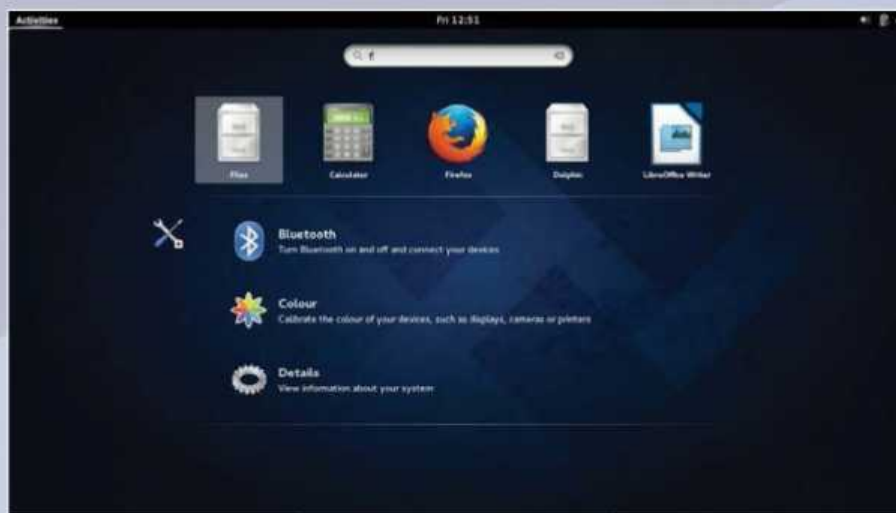 Activities
Fri 12:51
f
Files
Calculator
Firefox
Dolphin
LibreOffice Writer
Bluetooth
Turn Bluetooth on and off and connect your devices
Colour
Calibrate the colour of your devices, such as displays, cameras or printers
Details
View information about your system